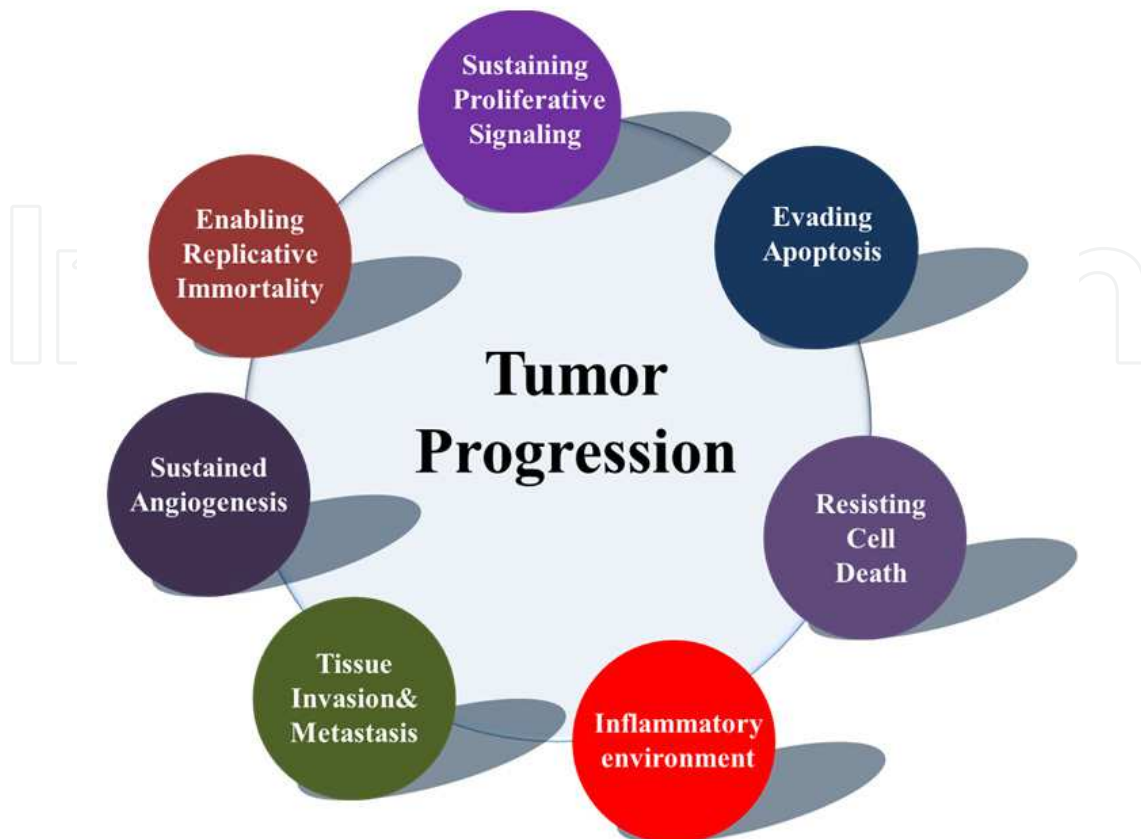 Sustaining
Proliferative
Signaling
Evading
Apoptosis
Resisting
Cell
Death
Inflammatory
environment
Tissue
Invasion&
Metastasis
Sustained
Angiogenesis
Enabling
Replicative
Immortality
Tumor
Progression